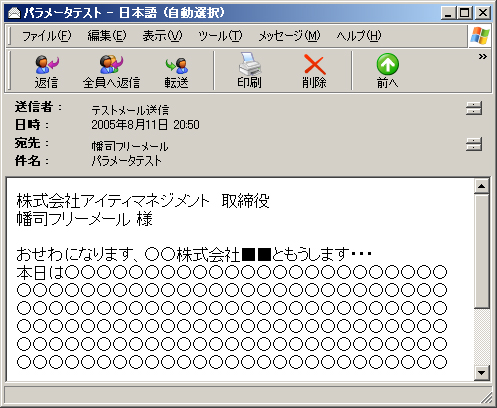 パラメータテスト - 日本語 (自動選択)
ファイル(F) 編集(E) 表示(V) ツール(T) メッセージ(M) ヘルプ(H)
返信 全員へ返信 転送 印刷 削除 前へ »
送信者： テストメール送信
日時： 2005年8月11日 20:50
宛先： 幡司フリーメール
件名： パラメータテスト
株式会社アイティマネジメント　取締役
幡司フリーメール 様
おせわになります、○○株式会社■■ともうします・・・
本日は○○○○○○○○○○○○○○○○○○○○○○○○
○○○○○○○○○○○○○○○○○○○○○○○○○○○
○○○○○○○○○○○○○○○○○○○○○○○○○○○
○○○○○○○○○○○○○○○○○○○○○○○○○○○
○○○○○○○○○○○○○○○○○○○○○○○○○○○
○○○○○○○○○○○○○○○○○○○○○○○○○○○